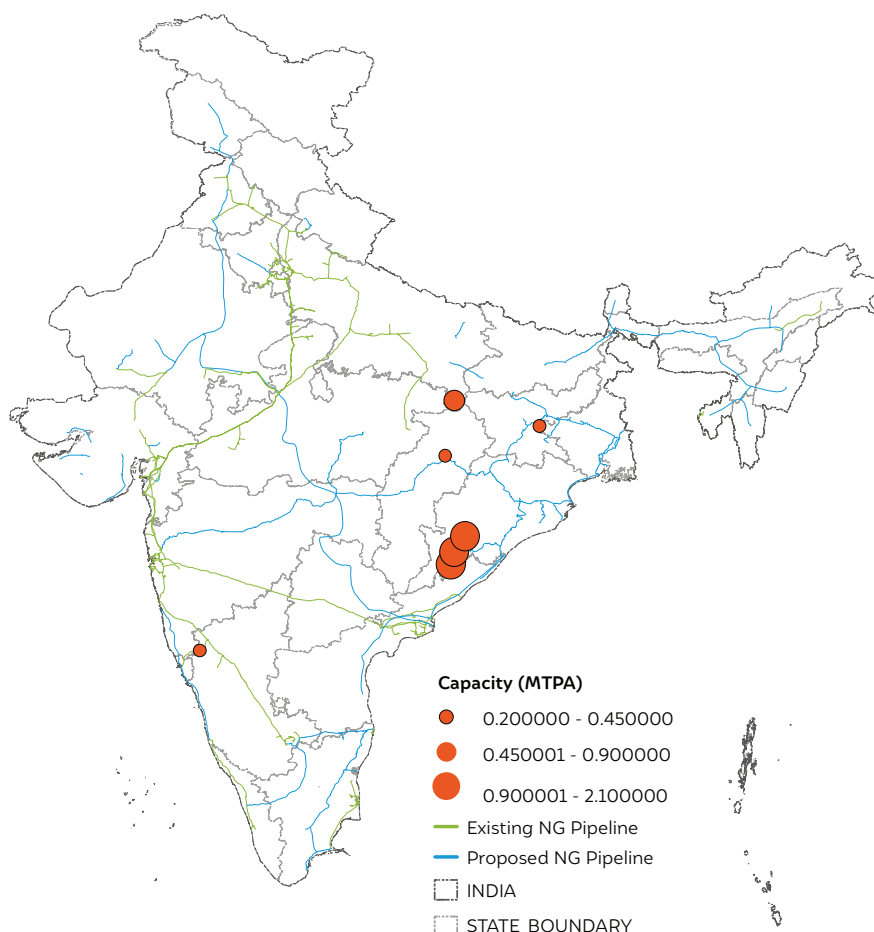 Capacity (MTPA)
0.200000 - 0.450000
0.450001 - 0.900000
0.900001 - 2.100000
Existing NG Pipeline
Proposed NG Pipeline
INDIA
STATE BOUNDARY